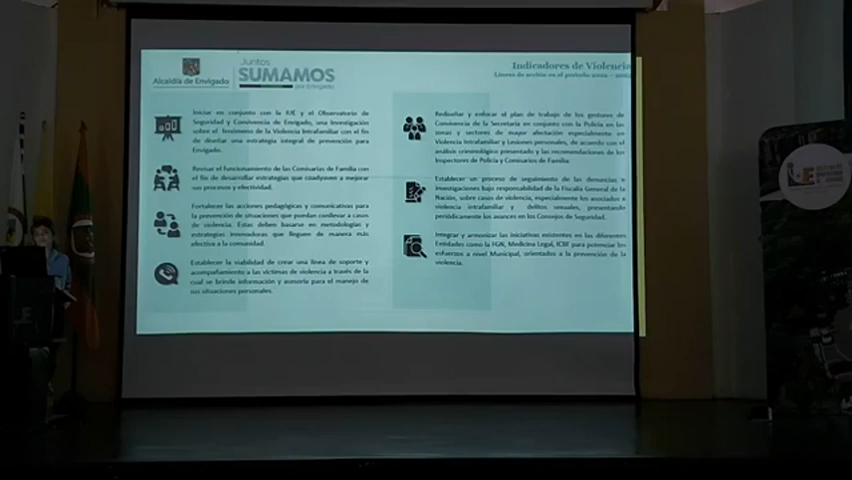 Alcaldía de Envigado
Juntos
SUMAMOS
por Envigado
Indicadores de Violencia
Líneas de acción en el periodo
Iniciar en conjunto con la IUE y el Observatorio de
Seguridad y Convivencia de Envigado, una Investigación
sobre el fenómeno de la Violencia Intrafamiliar con el fin
de diseñar una estrategia integral de prevención para
Envigado.
Revisar el funcionamiento de las Comisarías de Familia con
el fin de desarrollar estrategias que coadyuven a mejorar
sus procesos y efectividad.
Fortalecer las acciones pedagógicas y comunicativas para
la prevención de situaciones que puedan conllevar a casos
de violencia. Estas deben basarse en metodologías y
estrategias innovadoras que lleguen de manera más
efectiva a la comunidad.
Establecer la viabilidad de crear una línea de soporte y
acompañamiento a las víctimas de violencia a través de la
cual se brinde información y asesoría para el manejo de
sus situaciones personales.
Rediseñar y enfocar el plan de trabajo de los gestores de
Convivencia de la Secretaría en conjunto con la Policía en las
zonas y sectores de mayor afectación especialmente en
Violencia Intrafamiliar y Lesiones personales, de acuerdo con el
análisis criminológico presentado y las recomendaciones de los
Inspectores de Policía y Comisarios de Familia.
Establecer un proceso de seguimiento de las denuncias e
investigaciones bajo responsabilidad de la Fiscalía General de la
Nación, sobre casos de violencia, especialmente los asociados a
violencia intrafamiliar y delitos sexuales, presentando
periódicamente los avances en los Consejos de Seguridad.
Integrar y armonizar las iniciativas existentes en las diferentes
Entidades como la FGN, Medicina Legal, ICBF para potenciar los
esfuerzos a nivel Municipal, orientados a la prevención de la
violencia.